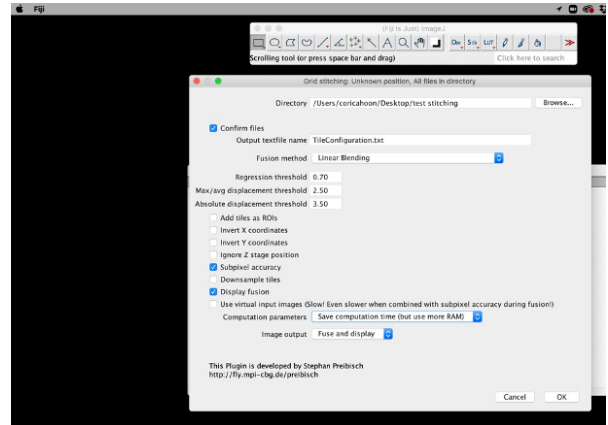 Fiji
(Fiji Is Just) ImageJ
Dev Stk LUT
Scrolling tool (or press space bar and drag)
Click here to search
Grid stitching: Unknown position, All files in directory
Directory /Users/coricahoon/Desktop/test stitching Browse...
Confirm files
Output textfile name TileConfiguration.txt
Fusion method Linear Blending
Regression threshold 0.70
Max/avg displacement threshold 2.50
Absolute displacement threshold 3.50
Add tiles as ROIs
Invert X coordinates
Invert Y coordinates
Ignore Z stage position
Subpixel accuracy
Downsample tiles
Display fusion
Use virtual input images (Slow! Even slower when combined with subpixel accuracy during fusion!)
Computation parameters Save computation time (but use more RAM)
Image output Fuse and display
This Plugin is developed by Stephan Preibisch
http://fly.mpi-cbg.de/preibisch
Cancel OK